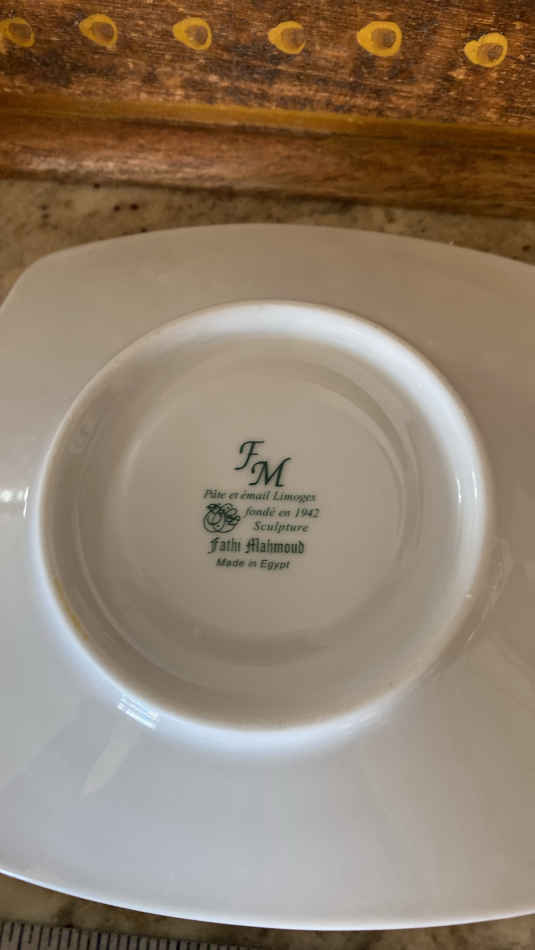 FM
Pâte et émail Limoges
fondé en 1942
Sculpture
Fathi Mahmoud
Made in Egypt